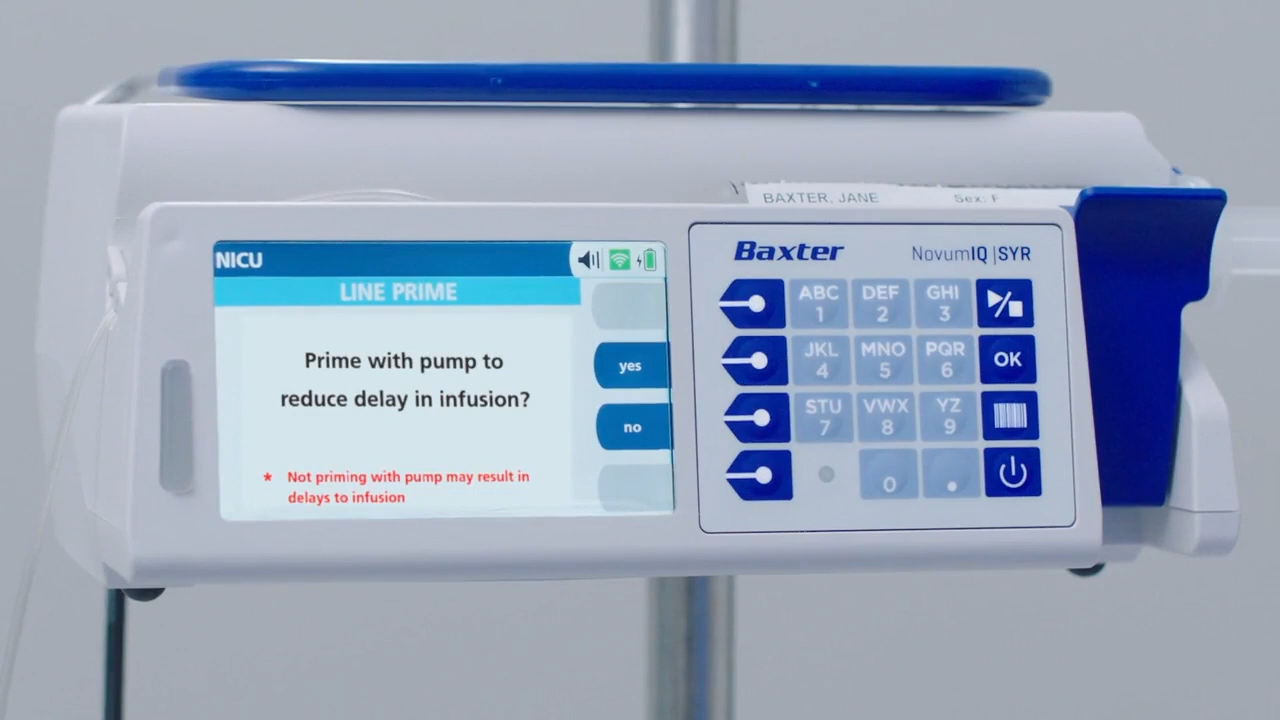 BAXTER, JANE Sex: F
NICU
LINE PRIME
Prime with pump to
reduce delay in infusion?
* Not priming with pump may result in
delays to infusion
yes
no
Baxter NovumIQ | SYR
ABC DEF GHI
1 2 3
JKL MNO PQR
4 5 6
OK
STU VWX YZ
7 8 9
0 .